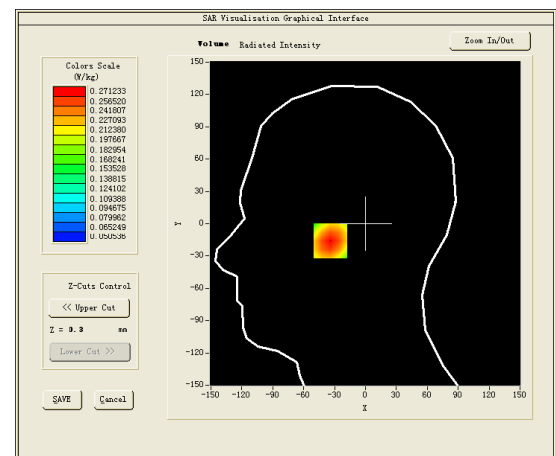 SAR Visualisation Graphical Interface
Volume Radiated Intensity
Zoom In/Out
Colors Scale
(W/kg)
0.271233
0.256520
0.241807
0.227093
0.212380
0.197667
0.182954
0.168241
0.153528
0.138815
0.124102
0.109388
0.094675
0.079962
0.065249
0.050536
Z-Cuts Control
<< Upper Cut
Z = 0.3 mm
Lower Cut >>
SAVE Cancel
150
120
90
60
30
0
-30
-60
-90
-120
-150
Y
-150 -120 -90 -60 -30 0 30 60 90 120 150
X